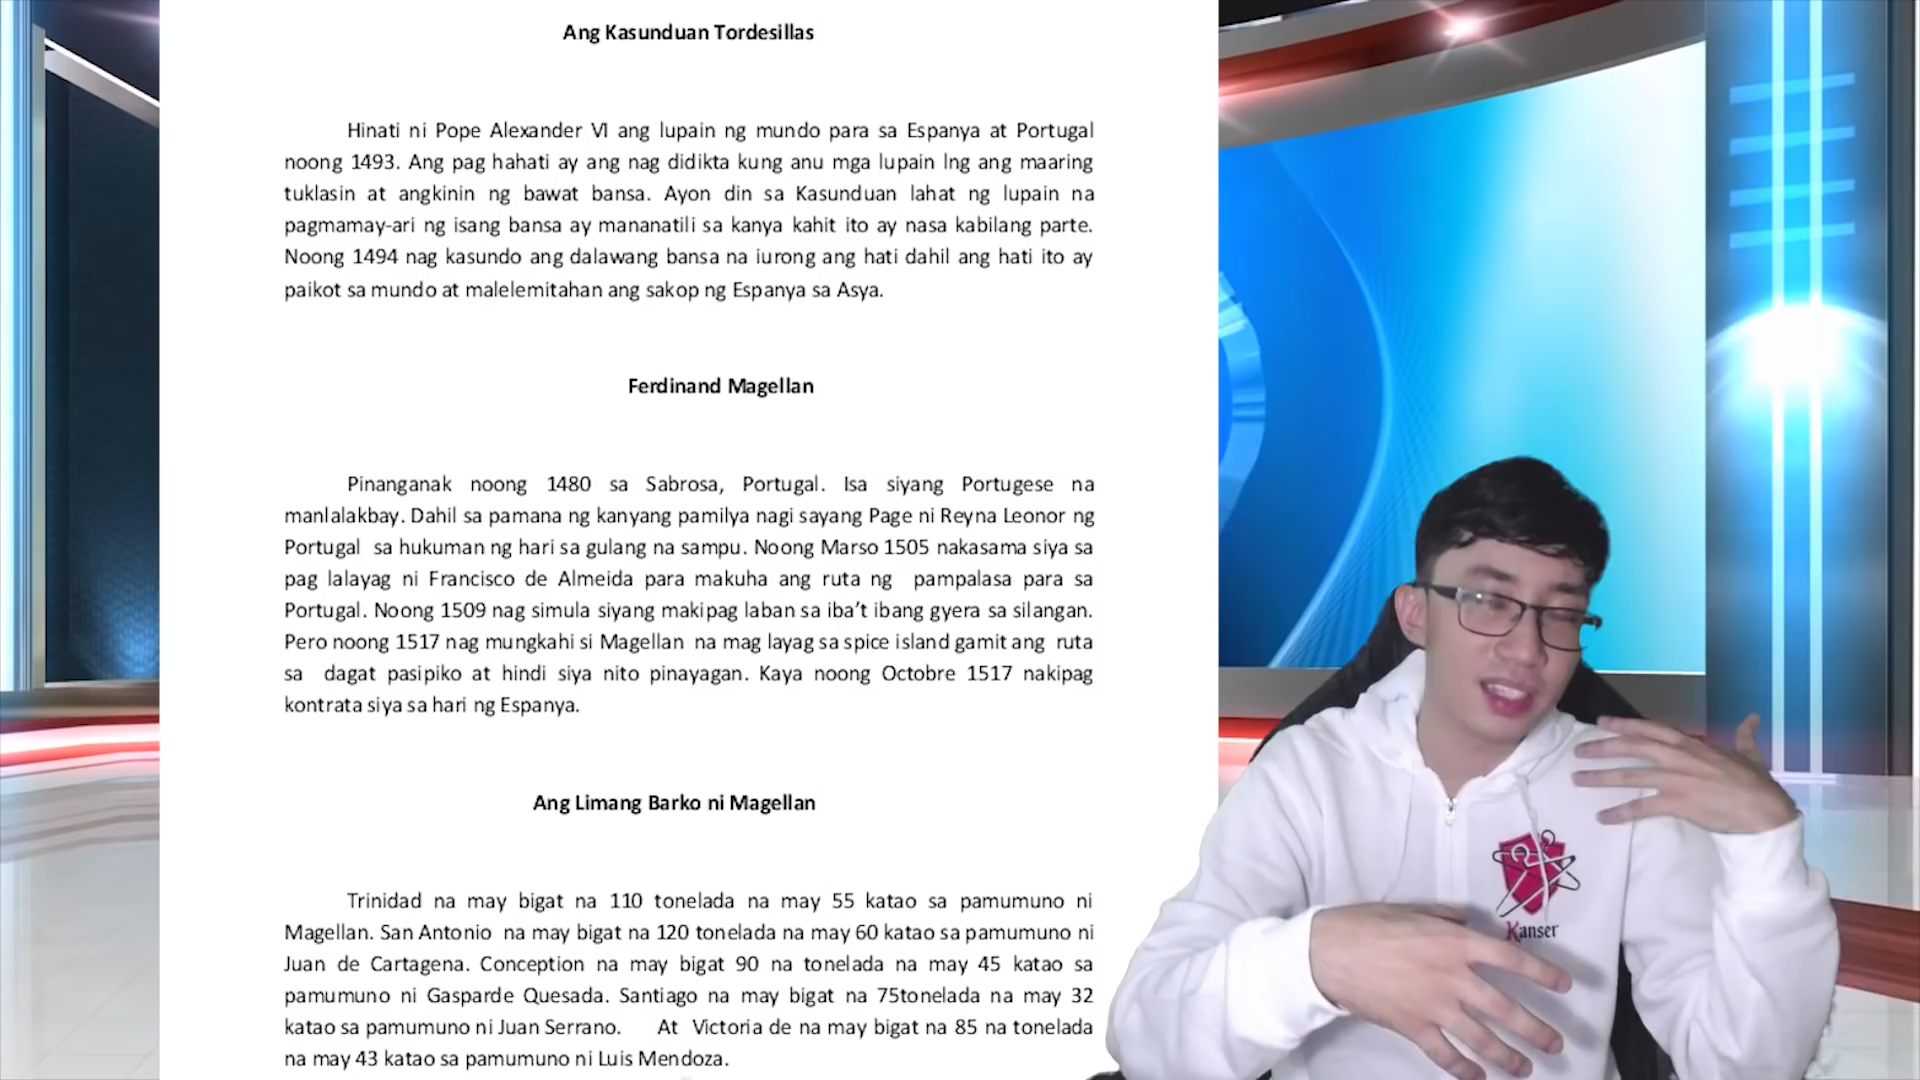 Ang Kasunduan Tordesillas
Hinati ni Pope Alexander VI ang lupain ng mundo para sa Espanya at Portugal
noong 1493. Ang pag hahati ay ang nag didikta kung anu mga lupain lng ang maaring
tuklasin at angkinin ng bawat bansa. Ayon din sa Kasunduan lahat ng lupain na
pagmamay-ari ng isang bansa ay mananatili sa kanya kahit ito ay nasa kabilang parte.
Noong 1494 nag kasundo ang dalawang bansa na iurong ang hati dahil ang hati ito ay
paikot sa mundo at malelemitahan ang sakop ng Espanya sa Asya.
Ferdinand Magellan
Pinanganak noong 1480 sa Sabrosa, Portugal. Isa siyang Portugese na
manlalakbay. Dahil sa pamana ng kanyang pamilya nagi sayang Page ni Reyna Leonor ng
Portugal sa hukuman ng hari sa gulang na sampu. Noong Marso 1505 nakasama siya sa
pag lalayag ni Francisco de Almeida para makuha ang ruta ng pampalasa para sa
Portugal. Noong 1509 nag simula siyang makipag laban sa iba't ibang gyera sa silangan.
Pero noong 1517 nag mungkahi si Magellan na mag layag sa spice island gamit ang ruta
sa dagat pasipiko at hindi siya nito pinayagan. Kaya noong Octobre 1517 nakipag
kontrata siya sa hari ng Espanya.
Ang Limang Barko ni Magellan
Trinidad na may bigat na 110 tonelada na may 55 katao sa pamumuno ni
Magellan. San Antonio na may bigat na 120 tonelada na may 60 katao sa pamumuno ni
Juan de Cartagena. Conception na may bigat 90 na tonelada na may 45 katao sa
pamumuno ni Gasparde Quesada. Santiago na may bigat na 75tonelada na may 32
katao sa pamumuno ni Juan Serrano. At Victoria de na may bigat na 85 na tonelada
na may 43 katao sa pamumuno ni Luis Mendoza.
Kanser